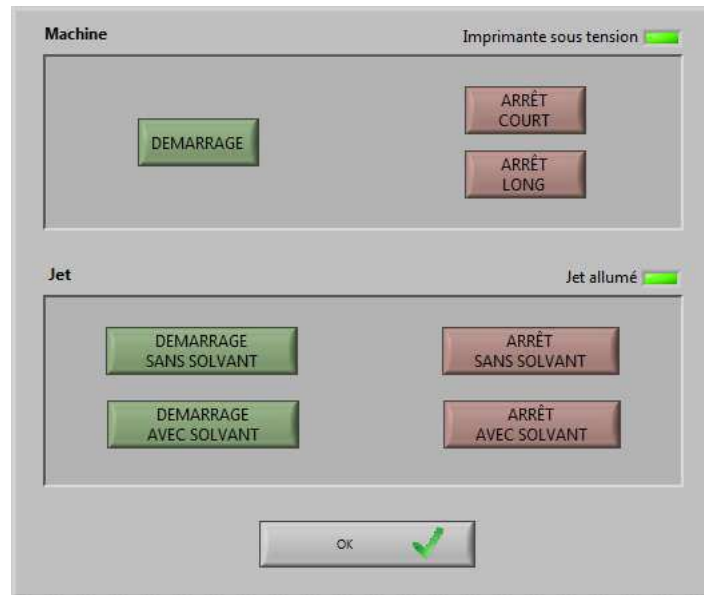 Machine
Imprimante sous tension
DEMARRAGE
ARRÊT
COURT
ARRÊT
LONG
Jet
Jet allumé
DEMARRAGE
SANS SOLVANT
ARRÊT
SANS SOLVANT
DEMARRAGE
AVEC SOLVANT
ARRÊT
AVEC SOLVANT
OK